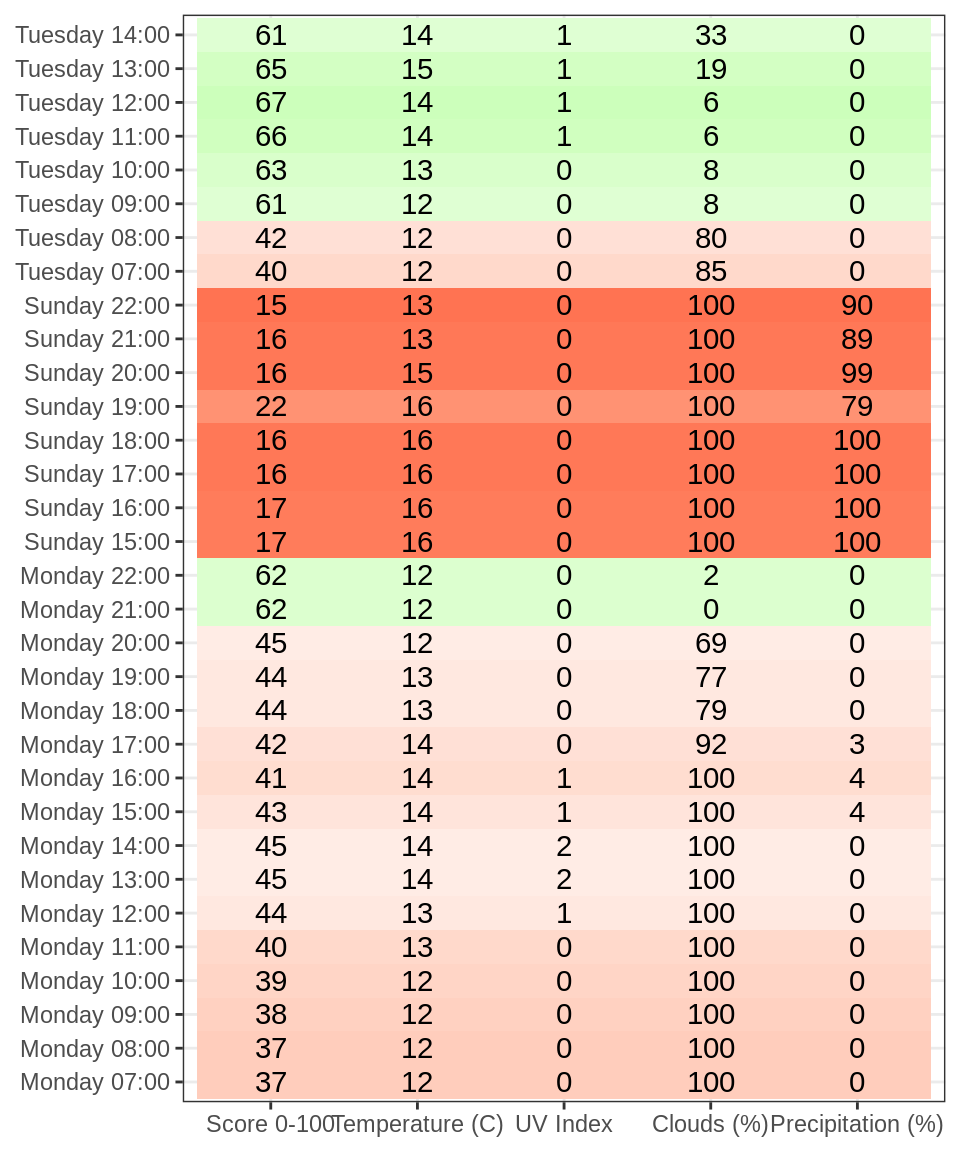 Tuesday 14:00 61 14 1 33 0
Tuesday 13:00 65 15 1 19 0
Tuesday 12:00 67 14 1 6 0
Tuesday 11:00 66 14 1 6 0
Tuesday 10:00 63 13 0 8 0
Tuesday 09:00 61 12 0 8 0
Tuesday 08:00 42 12 0 80 0
Tuesday 07:00 40 12 0 85 0
Sunday 22:00 15 13 0 100 90
Sunday 21:00 16 13 0 100 89
Sunday 20:00 16 15 0 100 99
Sunday 19:00 22 16 0 100 79
Sunday 18:00 16 16 0 100 100
Sunday 17:00 16 16 0 100 100
Sunday 16:00 17 16 0 100 100
Sunday 15:00 17 16 0 100 100
Monday 22:00 62 12 0 2 0
Monday 21:00 62 12 0 0 0
Monday 20:00 45 12 0 69 0
Monday 19:00 44 13 0 77 0
Monday 18:00 44 13 0 79 0
Monday 17:00 42 14 0 92 3
Monday 16:00 41 14 1 100 4
Monday 15:00 43 14 1 100 4
Monday 14:00 45 14 2 100 0
Monday 13:00 45 14 2 100 0
Monday 12:00 44 13 1 100 0
Monday 11:00 40 13 0 100 0
Monday 10:00 39 12 0 100 0
Monday 09:00 38 12 0 100 0
Monday 08:00 37 12 0 100 0
Monday 07:00 37 12 0 100 0
Score 0-100 Temperature (C) UV Index Clouds (%) Precipitation (%)